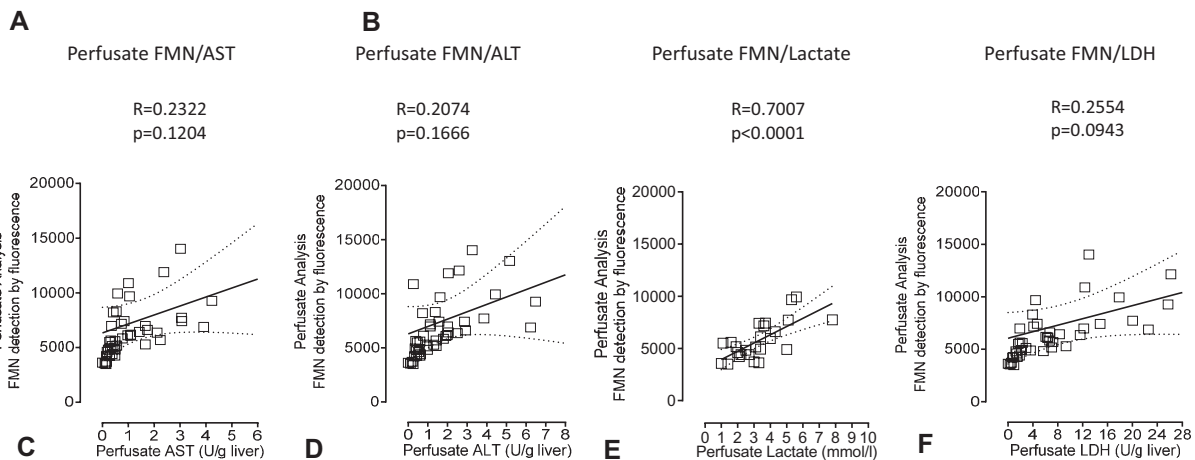 A
B
Perfusate FMN/AST
Perfusate FMN/ALT
Perfusate FMN/Lactate
Perfusate FMN/LDH
R=0.2322
p=0.1204
R=0.2074
p=0.1666
R=0.7007
p<0.0001
R=0.2554
p=0.0943
FMN detection by fluorescence
20000
15000
10000
5000
0
0 1 2 3 4 5 6
Perfusate AST (U/g liver)
Perfusate Analysis
FMN detection by fluorescence
20000
15000
10000
5000
0
0 1 2 3 4 5 6 7 8
Perfusate ALT (U/g liver)
Perfusate Analysis
FMN detection by fluorescence
20000
15000
10000
5000
0
0 1 2 3 4 5 6 7 8 9 10
Perfusate Lactate (mmol/l)
Perfusate Analysis
FMN detection by fluorescence
20000
15000
10000
5000
0
0 4 8 12 16 20 24 28
Perfusate LDH (U/g liver)
C
D
E
F